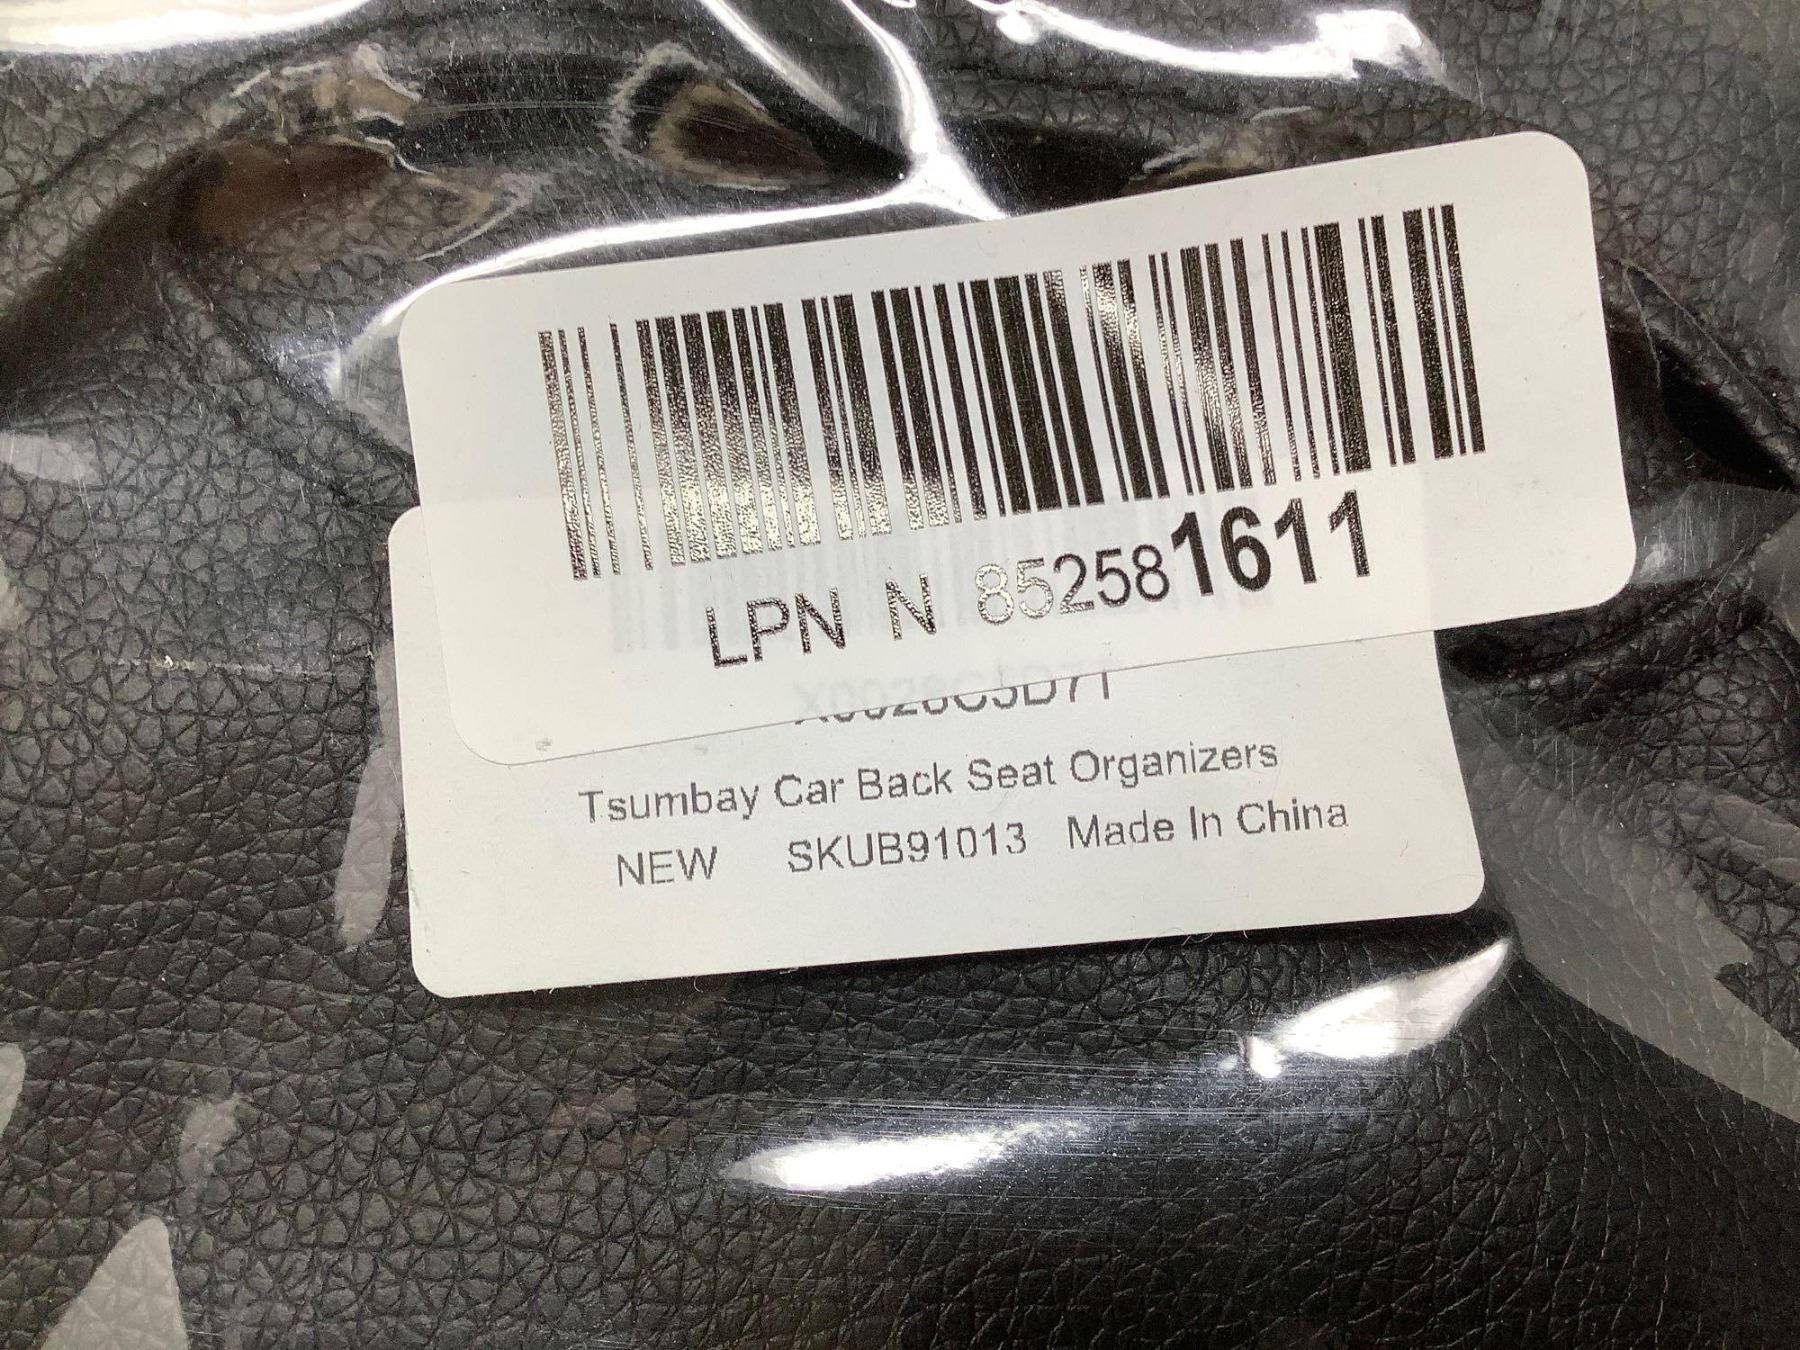 LPN N 852581611
Tsumbay Car Back Seat Organizers
NEW SKUB91013 Made In China